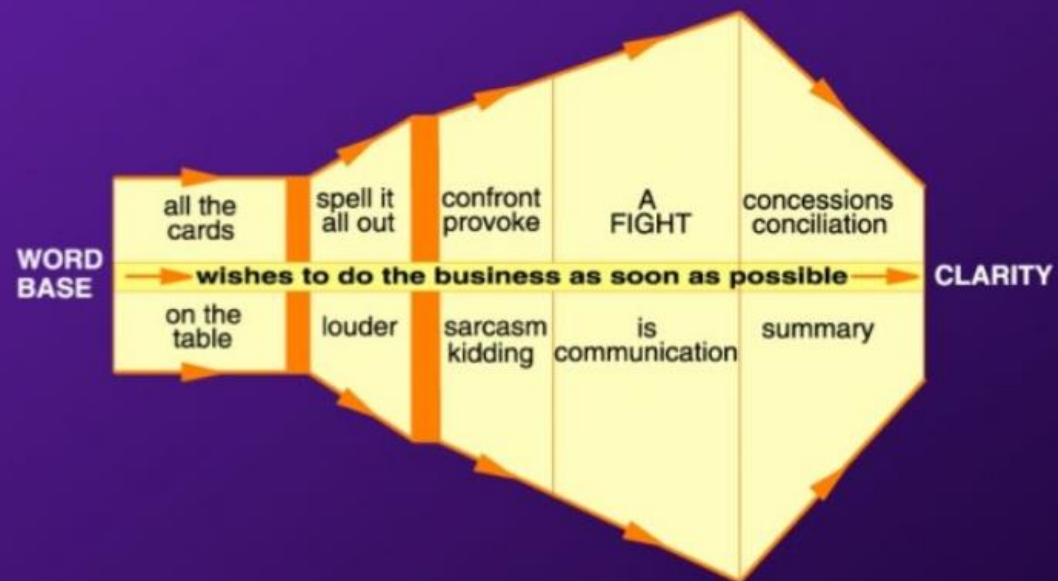 all the
cards
spell it
all out
confront
provoke
A
FIGHT
concessions
conciliation
WORD
BASE
wishes to do the business as soon as possible
CLARITY
on the
table
louder
sarcasm
kidding
is
communication
summary